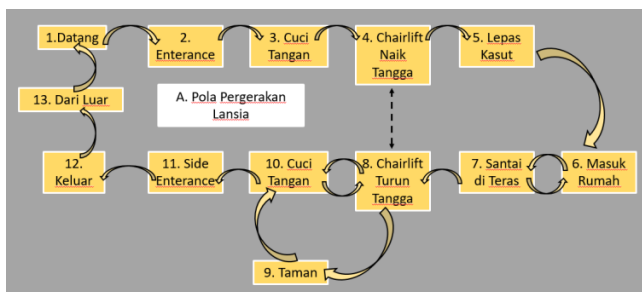 1.Datang
2.
Enterance
3. Cuci
Tangan
4. Chairlift
Naik
Tangga
5. Lepas
Kasut
13. Dari Luar
A. Pola Pergerakan
Lansia
12.
Keluar
11. Side
Enterance
10. Cuci
Tangan
8. Chairlift
Turun
Tangga
7. Santai
di Teras
6. Masuk
Rumah
9. Taman